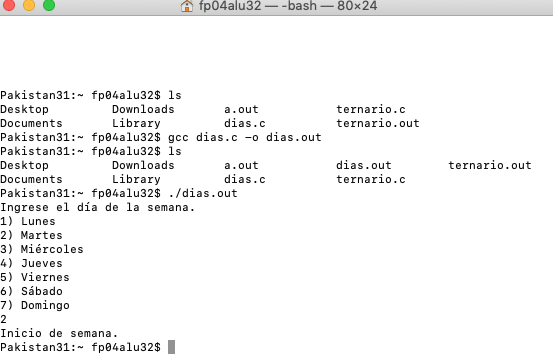 fp04alu32 — -bash — 80×24
Pakistan31:~ fp04alu32$ ls
Desktop Downloads a.out ternario.c
Documents Library dias.c ternario.out
Pakistan31:~ fp04alu32$ gcc dias.c -o dias.out
Pakistan31:~ fp04alu32$ ls
Desktop Downloads a.out dias.out ternario.out
Documents Library dias.c ternario.c
Pakistan31:~ fp04alu32$ ./dias.out
Ingrese el día de la semana.
1) Lunes
2) Martes
3) Miércoles
4) Jueves
5) Viernes
6) Sábado
7) Domingo
2
Inicio de semana.
Pakistan31:~ fp04alu32$